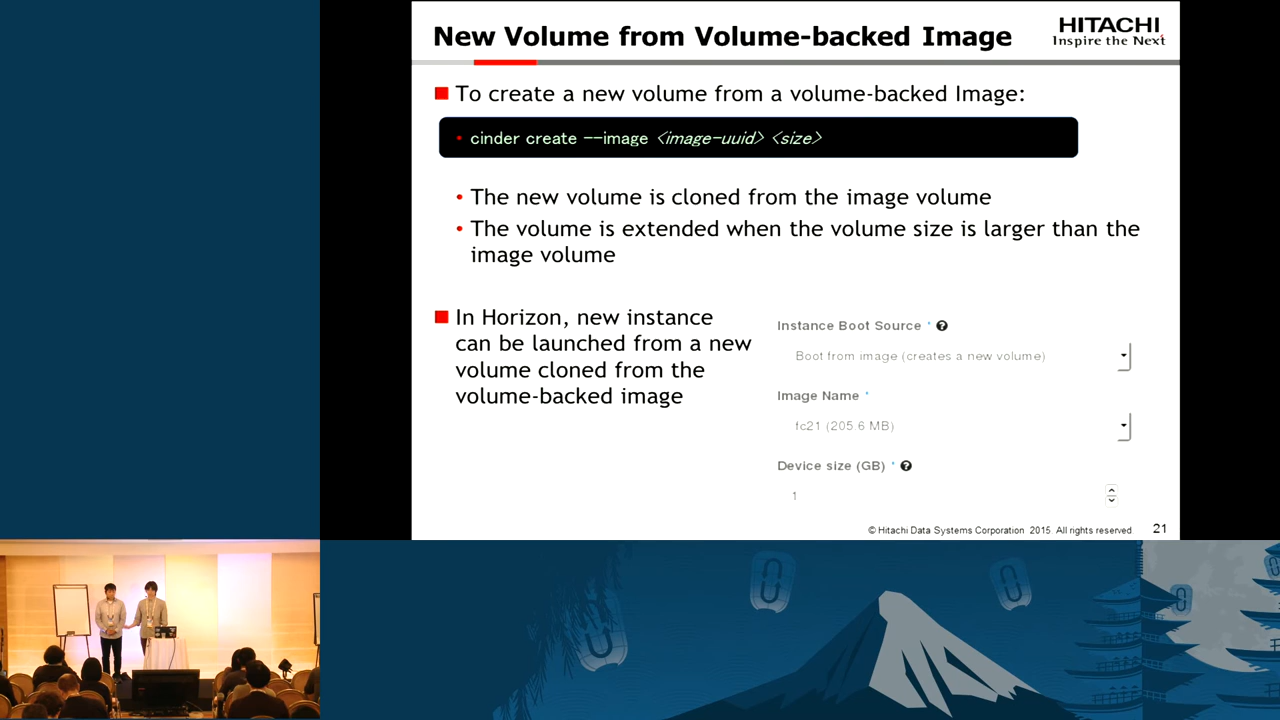 New Volume from Volume-backed Image
HITACHI
Inspire the Next
To create a new volume from a volume-backed Image:
• cinder create --image <image-uuid> <size>
• The new volume is cloned from the image volume
• The volume is extended when the volume size is larger than the
image volume
In Horizon, new instance
can be launched from a new
volume cloned from the
volume-backed image
Instance Boot Source *
Boot from image (creates a new volume)
Image Name *
fc21 (205.6 MB)
Device size (GB) *
1
© Hitachi Data Systems Corporation 2015. All rights reserved.
21